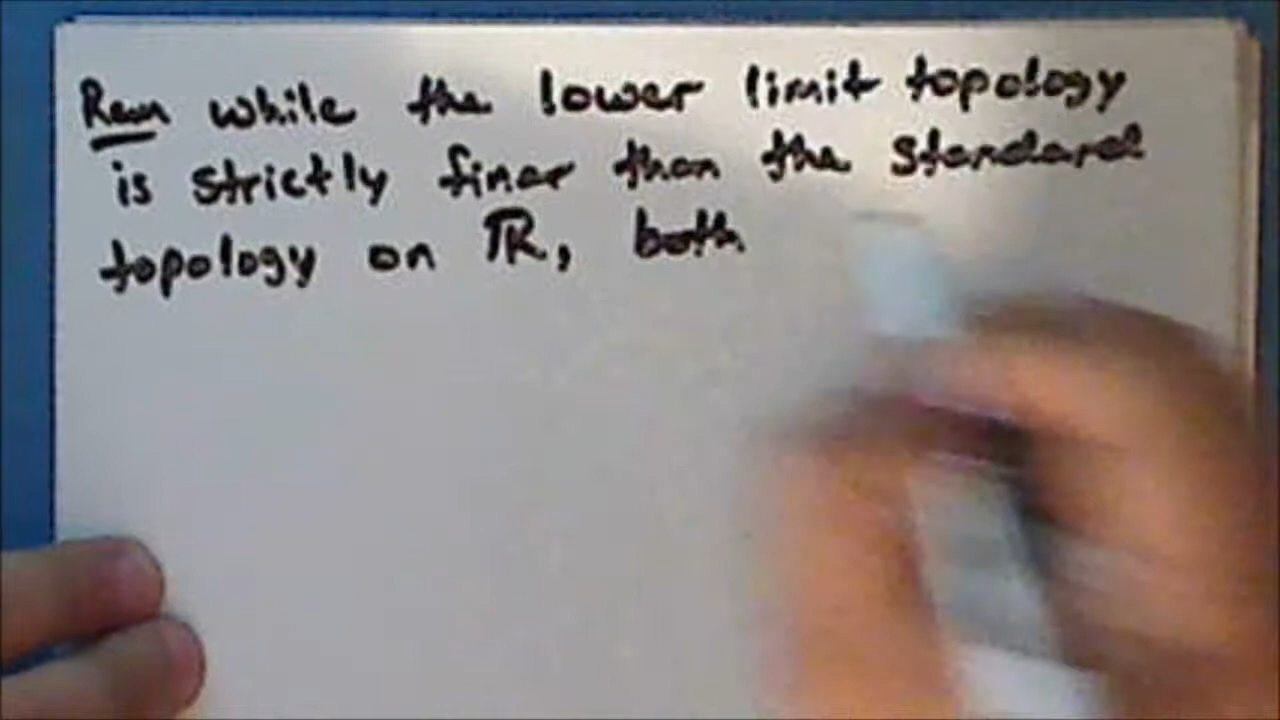 Rem while the lower limit topology
is strictly finer than the standard
topology on ℝ, both